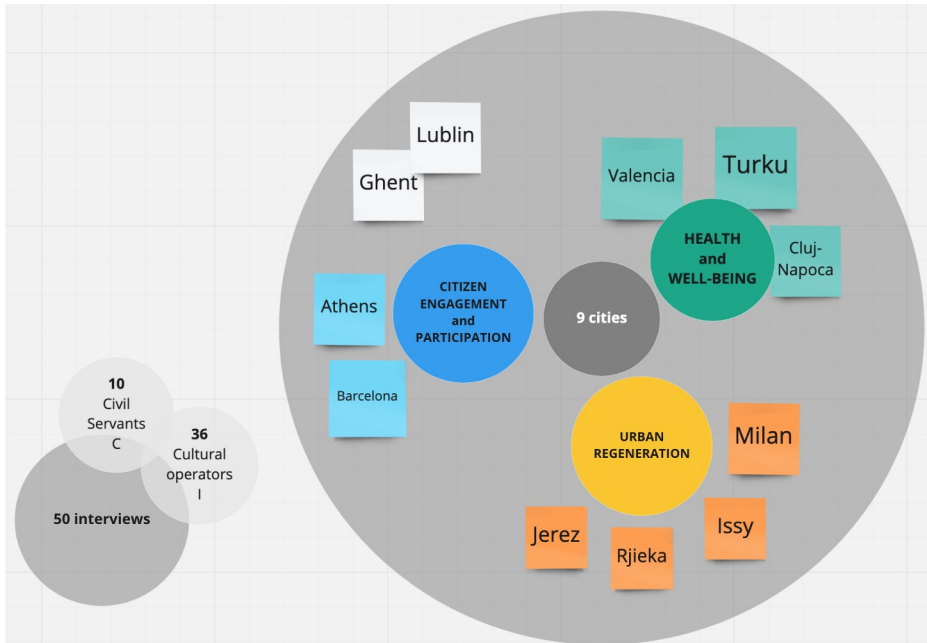 Lublin
Ghent
Valencia
Turku
HEALTH
and
WELL-BEING
Cluj-
Napoca
CITIZEN
ENGAGEMENT
and
PARTICIPATION
9 cities
Athens
Barcelona
URBAN
REGENERATION
Milan
Issy
Jerez
Rjieka
10
Civil
Servants
C
36
Cultural
operators
I
50 interviews